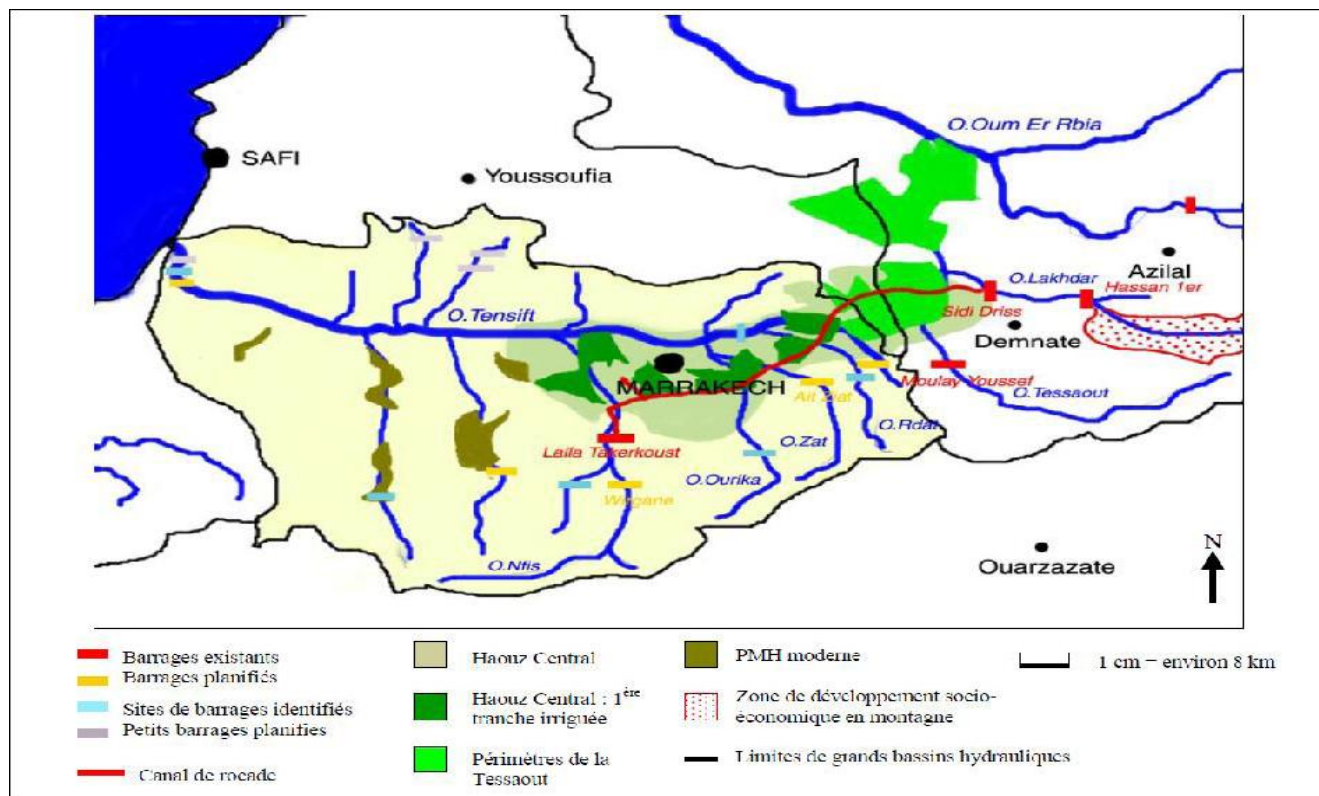 O.Oum Er Rbia
SAFI
Youssoufia
Azilal
O.Lakhdar
Hassan 1er
Sidi Driss
O.Tensift
Demnate
MARRAKECH
Moulay Youssef
Ait Ziat
O.Tessaout
O.Rdat
O.Zat
Lalla Takerkoust
O.Ourika
Wirgane
N
O.Nfis
Ouarzazate
Barrages existants
Barrages planifiés
Sites de barrages identifiés
Petits barrages planifies
Canal de rocade
Haouz Central
Haouz Central : 1ère
tranche irriguée
Périmètres de la
Tessaout
PMH moderne
Zone de développement socio-
économique en montagne
Limites de grands bassins hydrauliques
1 cm = environ 8 km